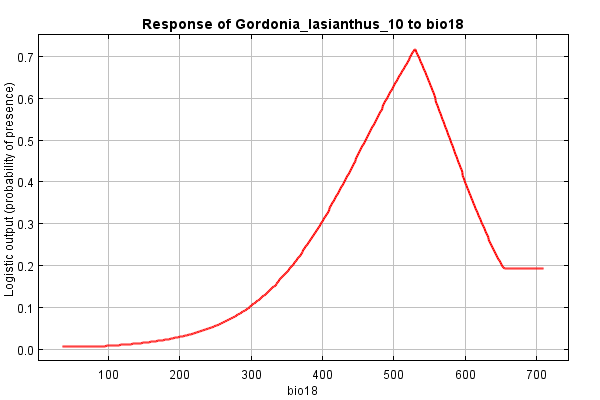 Response of Gordonia_lasianthus_10 to bio18
Logistic output (probability of presence)
0.7
0.6
0.5
0.4
0.3
0.2
0.1
0.0
100 200 300 400 500 600 700
bio18